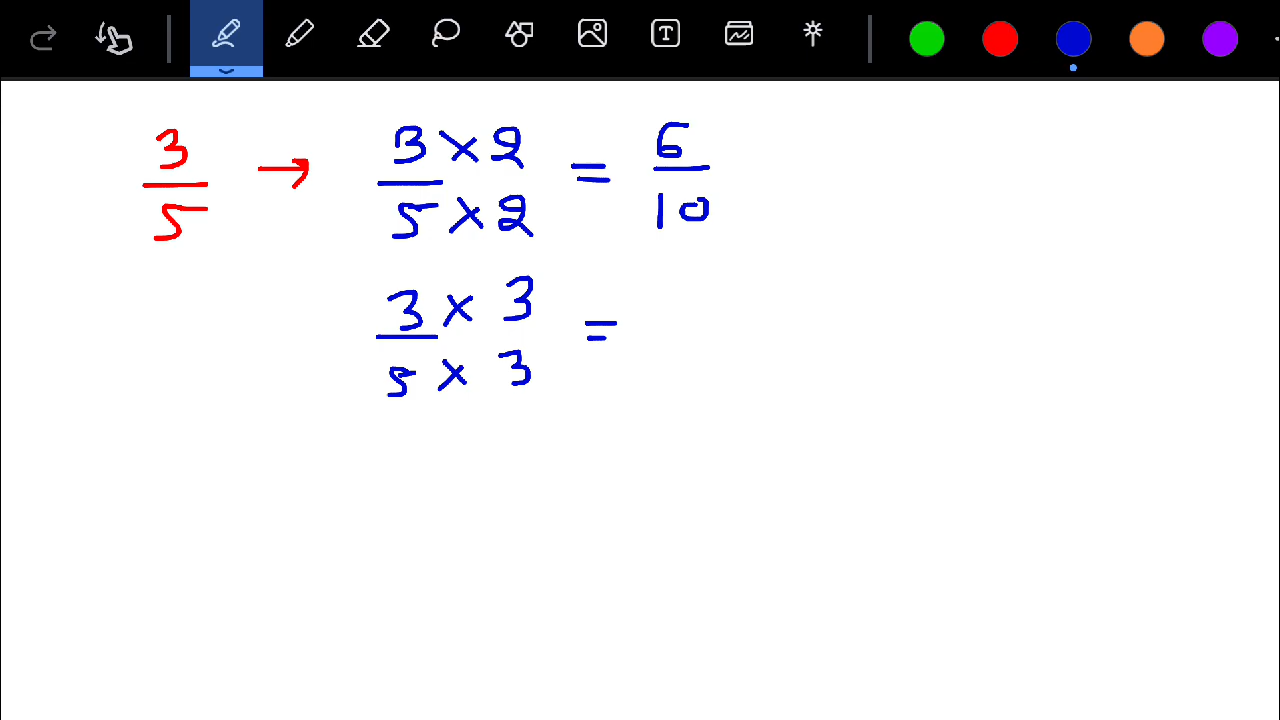 3/5 → 3 × 2 / 5 × 2 = 6/10
3 × 3 / 5 × 3 =